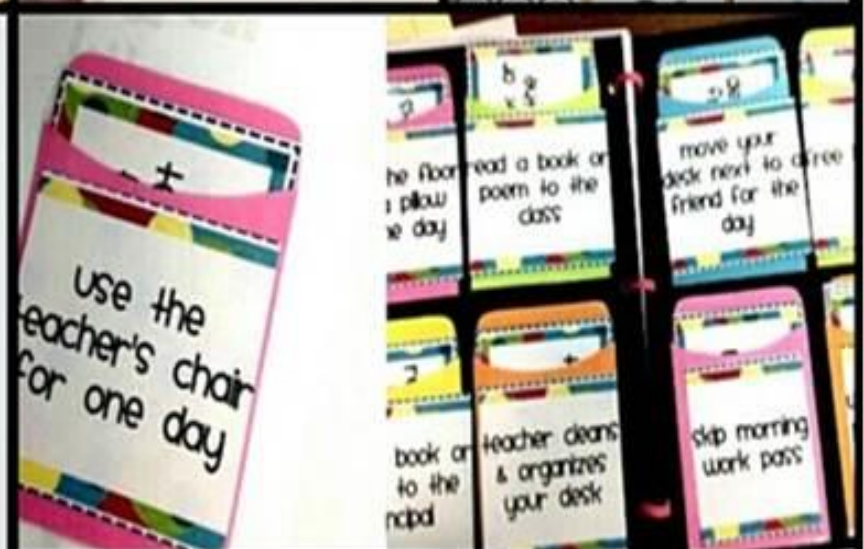 use the
teacher's chair
for one day
he floor
pillow
e day
read a book or
poem to the
class
move your
desk next to a
friend for the
day
free
book or
to the
ncipal
teacher cleans
& organizes
your desk
skip morning
work pass